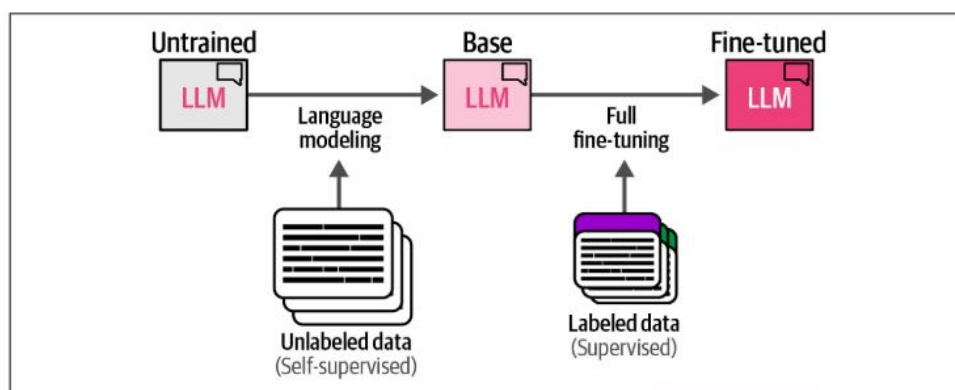 Untrained
Base
Fine-tuned
LLM
LLM
LLM
Language
modeling
Full
fine-tuning
Unlabeled data
(Self-supervised)
Labeled data
(Supervised)